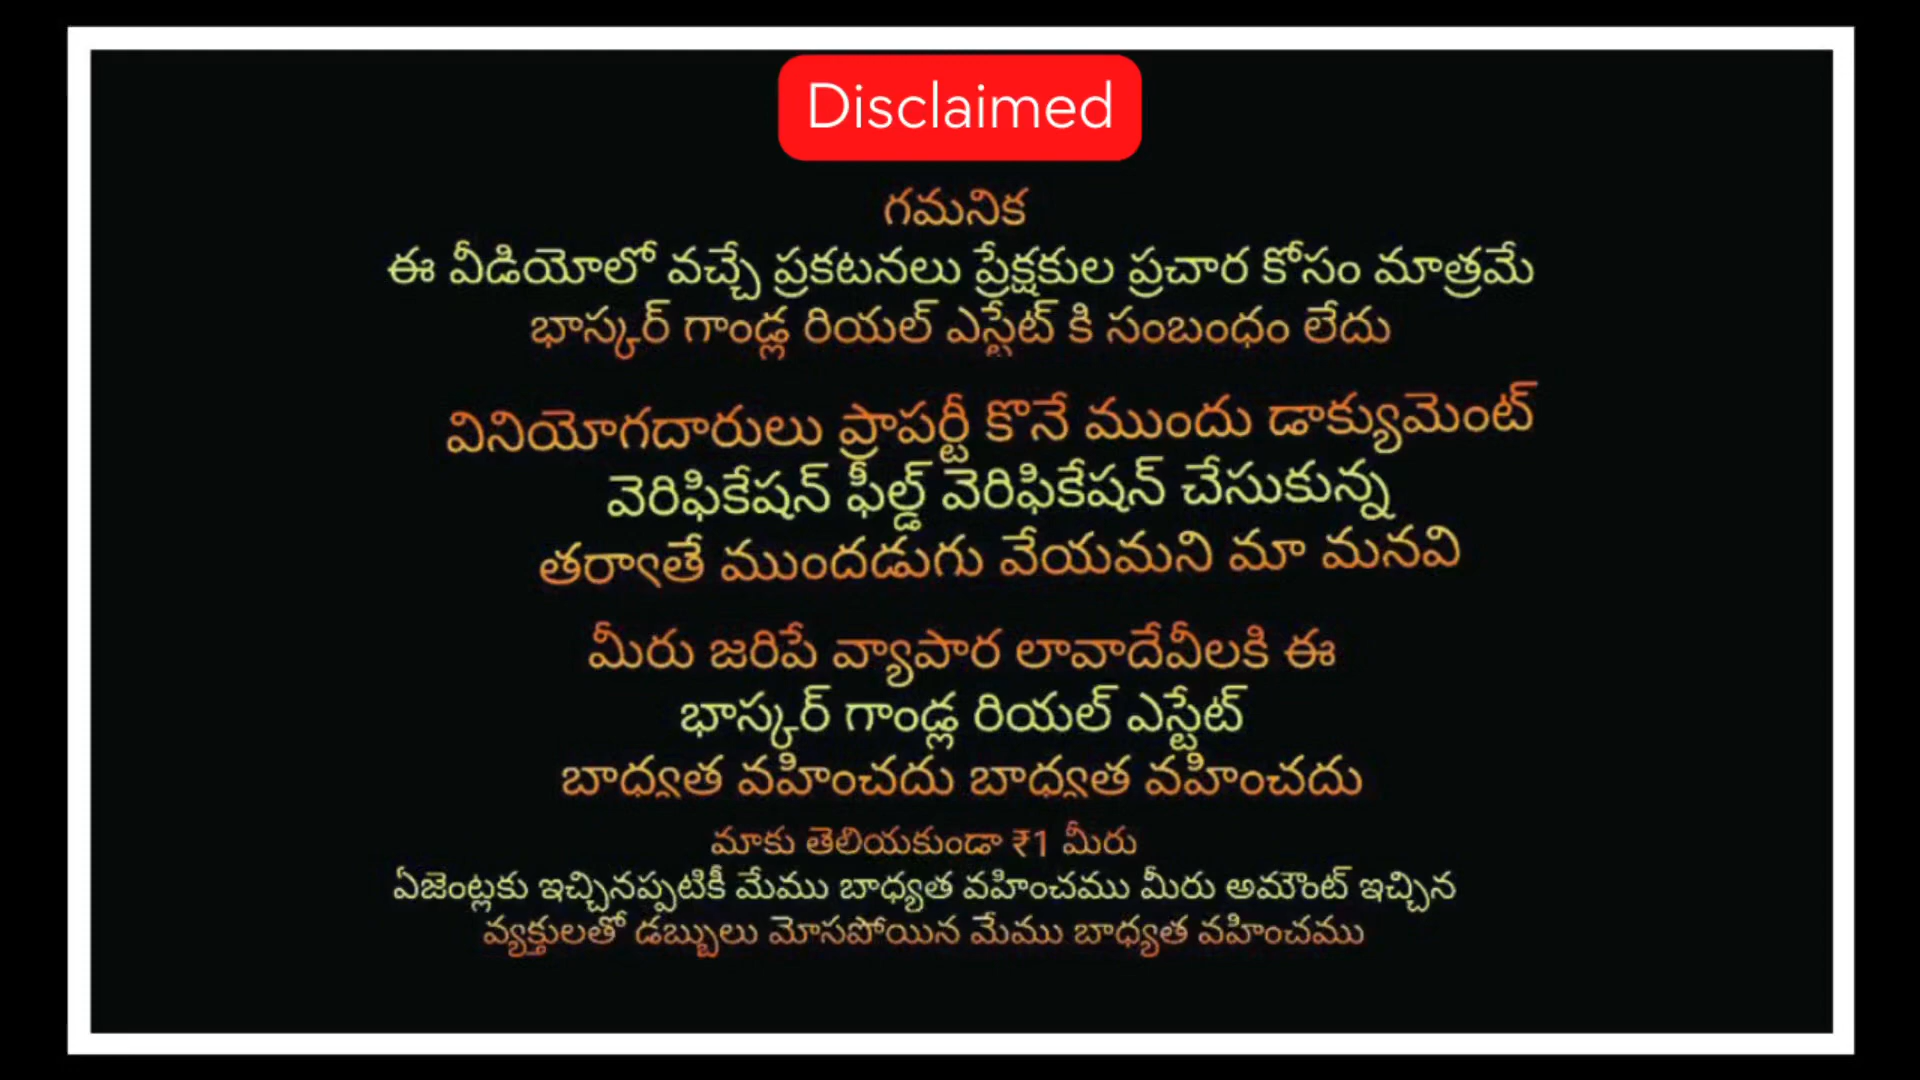 Disclaimed
గమనిక
ఈ వీడియోలో వచ్చే ప్రకటనలు ప్రేక్షకుల ప్రచార కోసం మాత్రమే
భాస్కర్ గాండ్ల రియల్ ఎస్టేట్ కి సంబంధం లేదు
వినియోగదారులు ప్రాపర్టీ కొనే ముందు డాక్యుమెంట్
వెరిఫికేషన్ ఫీల్డ్ వెరిఫికేషన్ చేసుకున్న
తర్వాతే ముందడుగు వేయమని మా మనవి
మీరు జరిపే వ్యాపార లావాదేవీలకి ఈ
భాస్కర్ గాండ్ల రియల్ ఎస్టేట్
బాధ్యత వహించదు బాధ్యత వహించదు
మాకు తెలియకుండా ₹1 మీరు
ఏజెంట్లకు ఇచ్చినప్పటికీ మేము బాధ్యత వహించము మీరు అమౌంట్ ఇచ్చిన
వ్యక్తులతో డబ్బులు మోసపోయిన మేము బాధ్యత వహించము